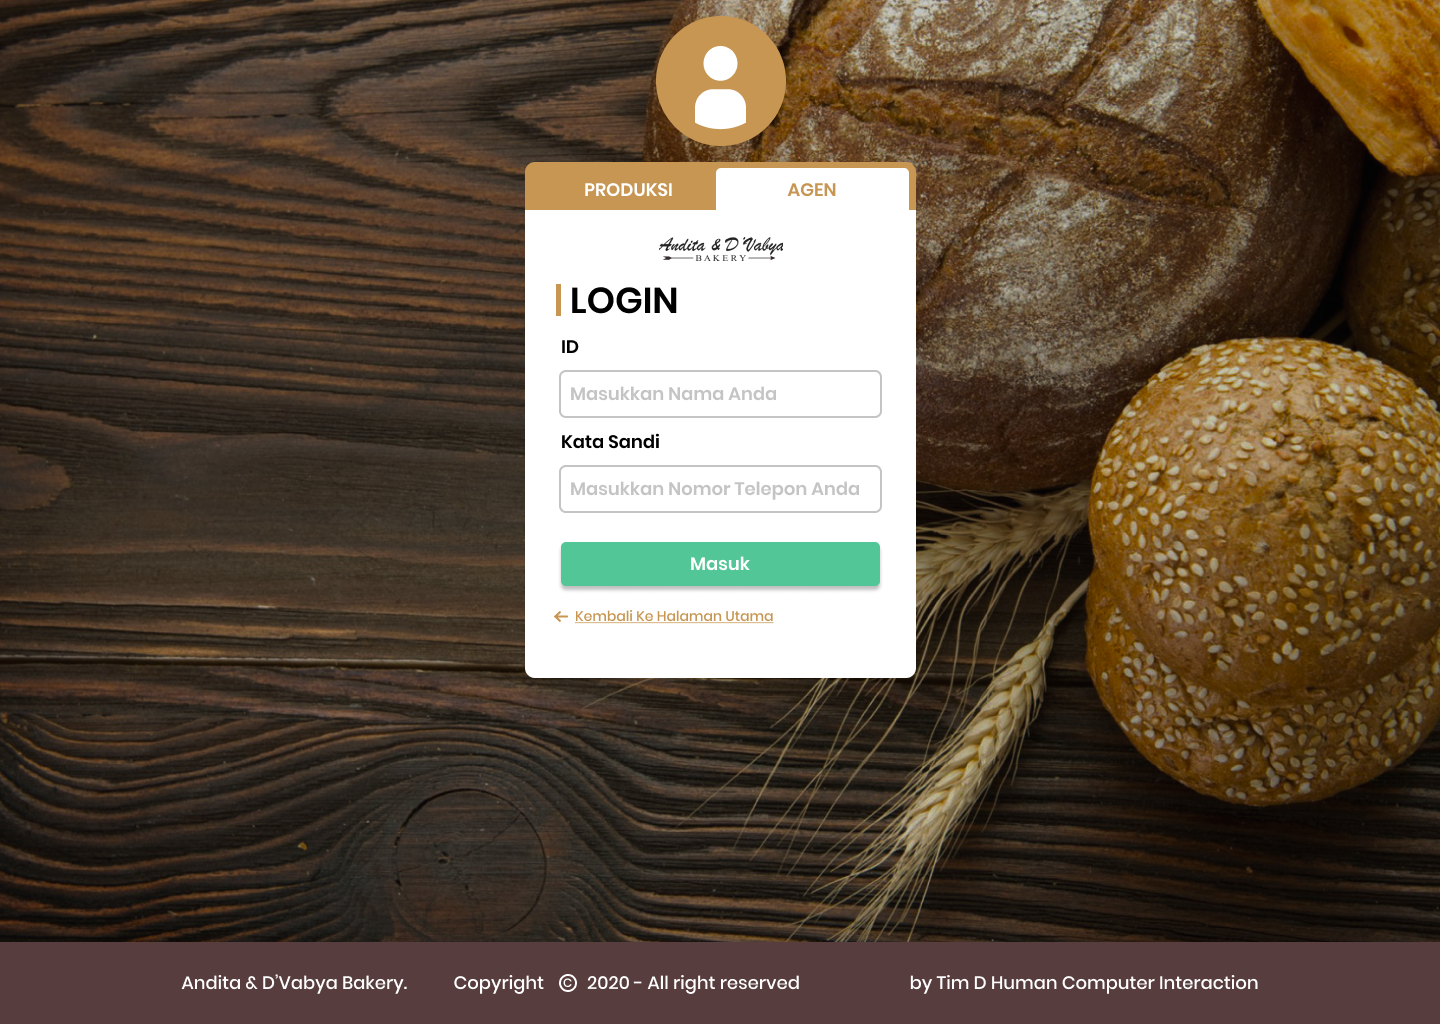 PRODUKSI
AGEN
Andita & D'Vabya
BAKERY
LOGIN
ID
Masukkan Nama Anda
Kata Sandi
Masukkan Nomor Telepon Anda
Masuk
Kembali Ke Halaman Utama
Andita & D'Vabya Bakery. Copyright © 2020 - All right reserved by Tim D Human Computer Interaction